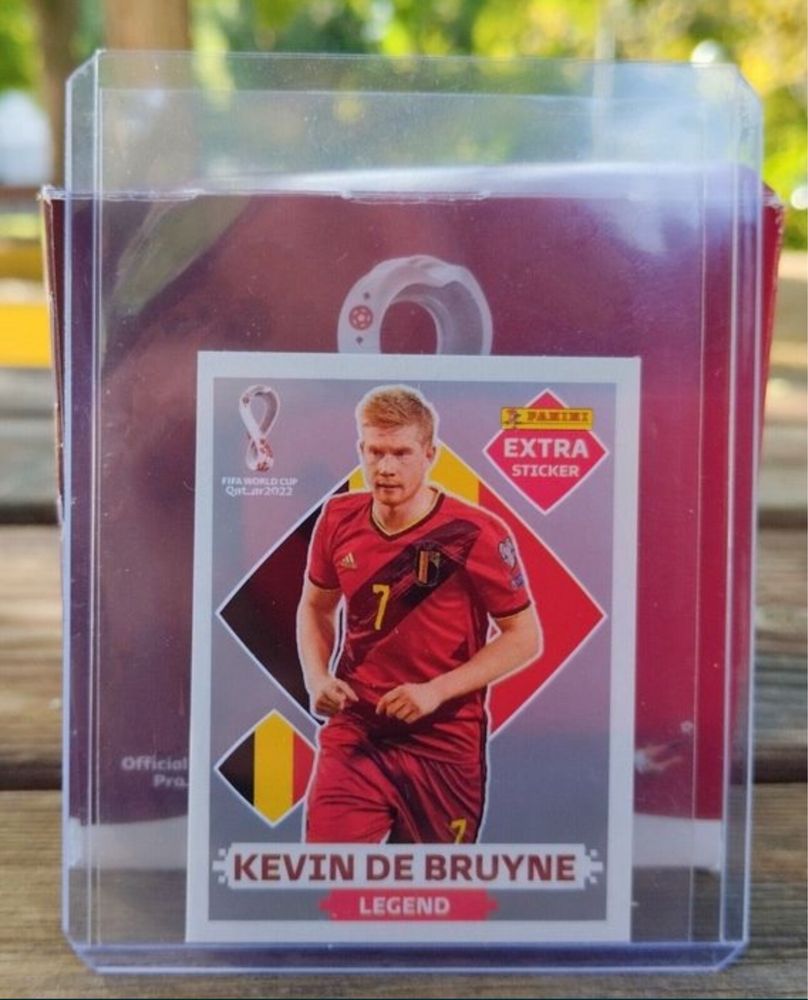 FIFA WORLD CUP
Qatar2022
PANINI
EXTRA
STICKER
7
7
Official
KEVIN DE BRUYNE
LEGEND